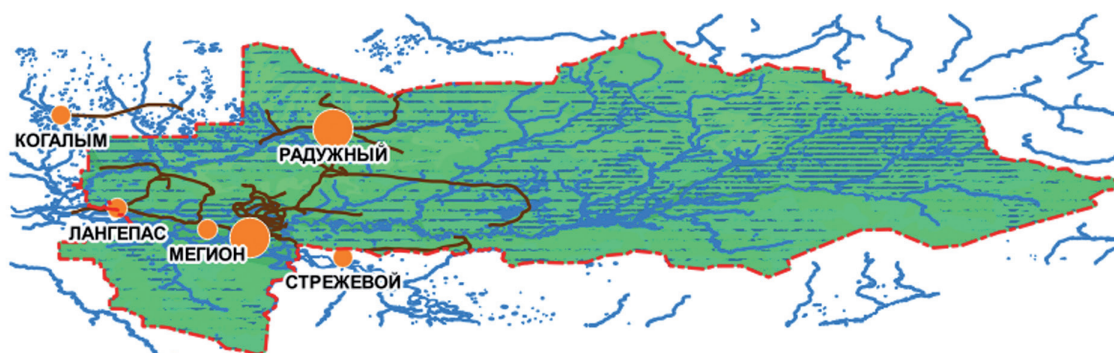 КОГАЛЫМ
РАДУЖНЫЙ
ЛАНГЕПАС
МЕГИОН
СТРЕЖЕВОЙ